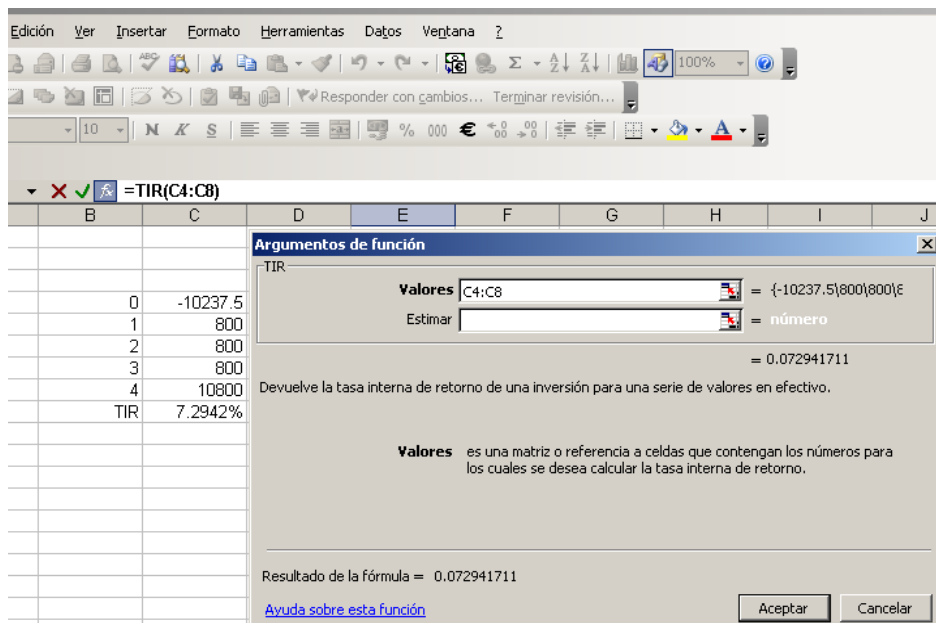 Edición Ver Insertar Formato Herramientas Datos Ventana ?
100%
Responder con cambios... Terminar revisión...
10 N K S % 000 €
=TIR(C4:C8)
B C D E F G H I J
Argumentos de función
TIR
Valores C4:C8 = {-10237.5\800\800\8
Estimar = número
= 0.072941711
Devuelve la tasa interna de retorno de una inversión para una serie de valores en efectivo.
Valores es una matriz o referencia a celdas que contengan los números para
los cuales se desea calcular la tasa interna de retorno.
Resultado de la fórmula = 0.072941711
Ayuda sobre esta función
Aceptar Cancelar
0 -10237.5
1 800
2 800
3 800
4 10800
TIR 7.2942%